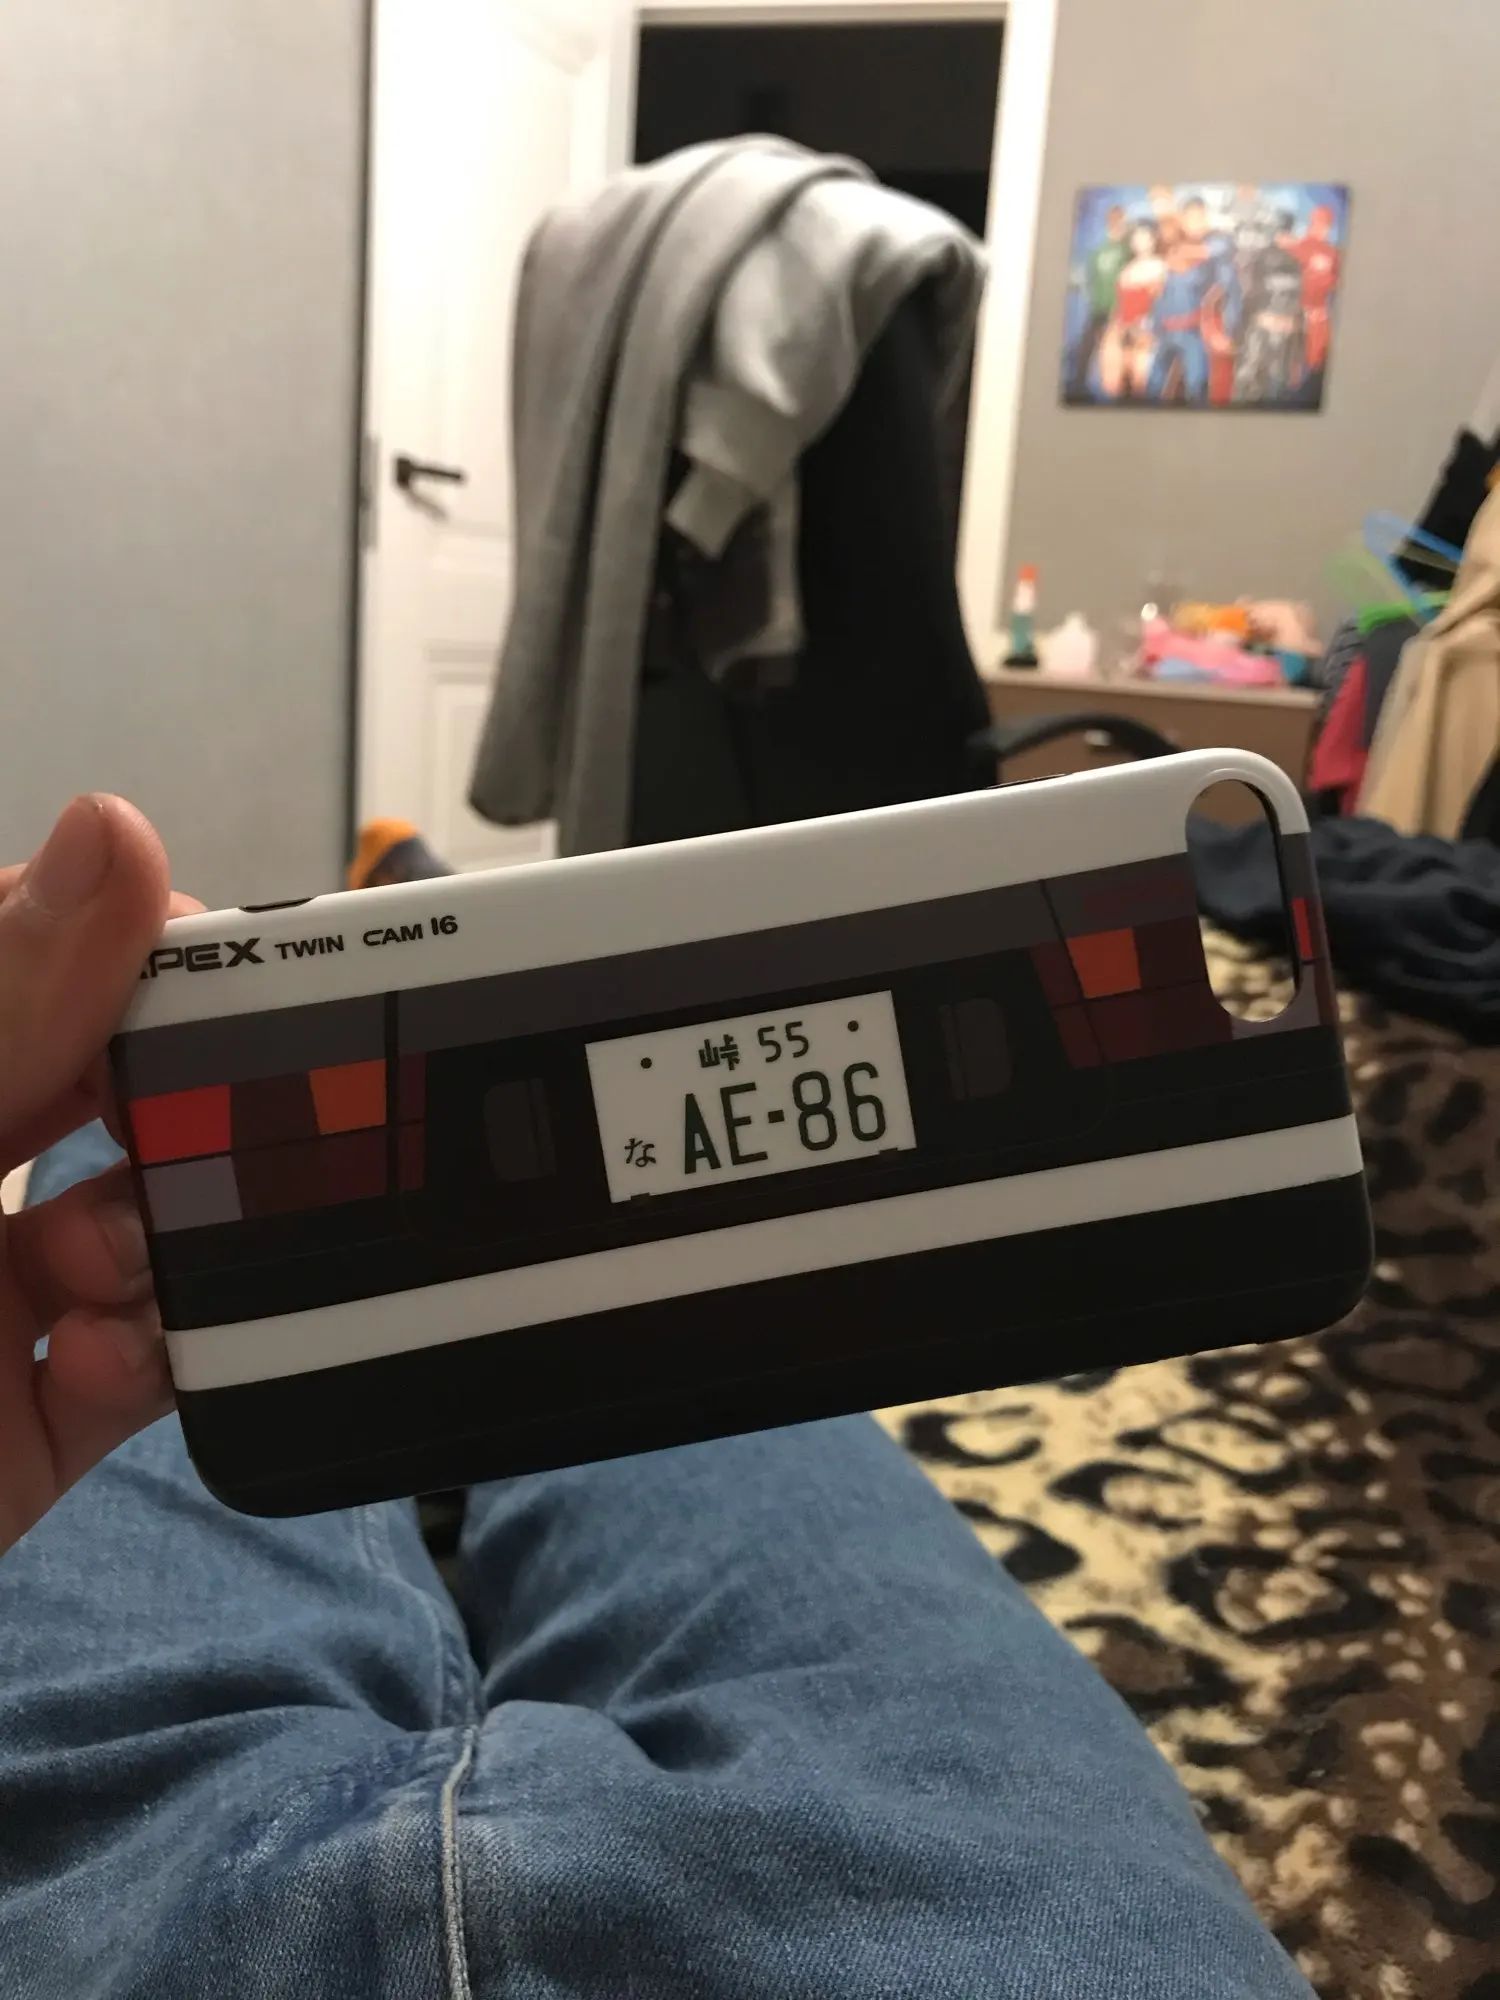 PEX TWIN CAM 16
峠 55
な AE-86